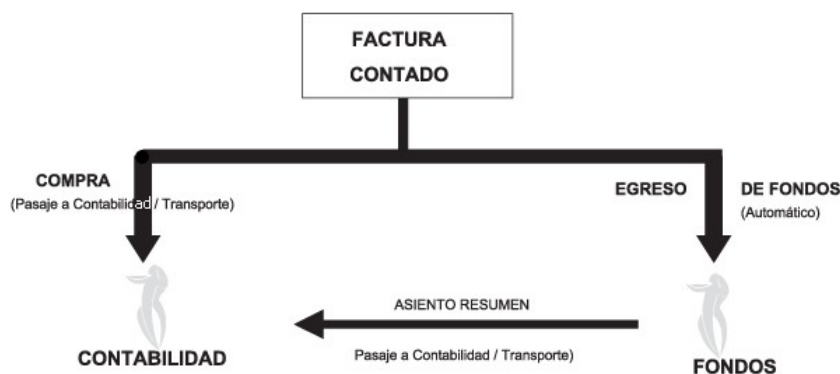 FACTURA
CONTADO
COMPRA
(Pasaje a Contabilidad / Transporte)
EGRESO DE FONDOS
(Automático)
ASIENTO RESUMEN
Pasaje a Contabilidad / Transporte)
CONTABILIDAD
FONDOS